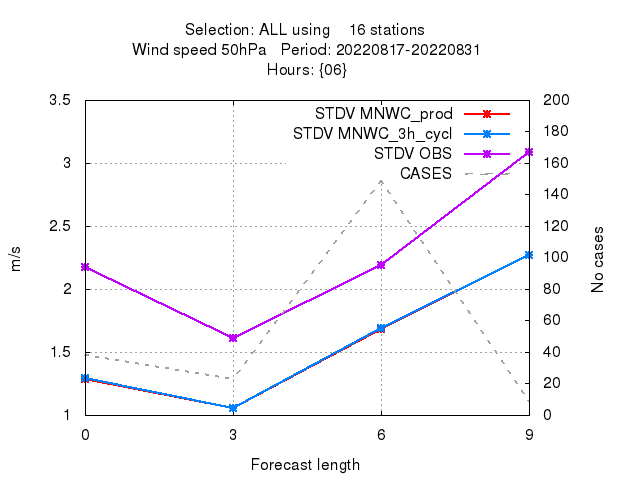 Selection: ALL using    16 stations
Wind speed 50hPa   Period: 20220817-20220831
Hours: {06}
STDV MNWC_prod
STDV MNWC_3h_cycl
STDV OBS
CASES
3.5
3
2.5
2
1.5
1
m/s
200
180
160
140
120
100
80
60
40
20
0
No cases
0 3 6 9
Forecast length